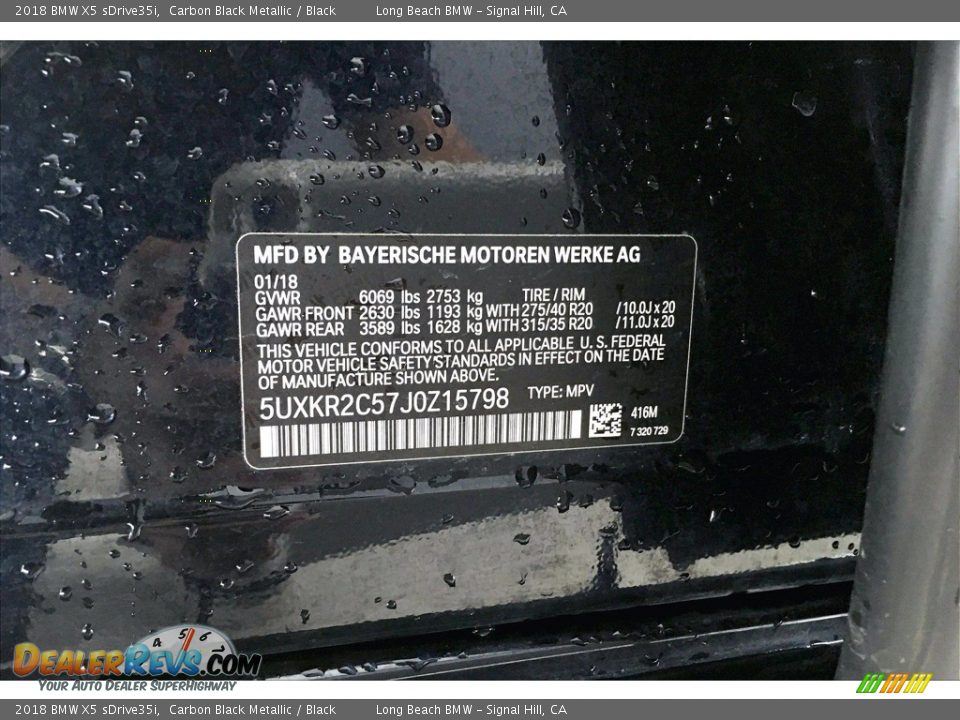 2018 BMW X5 sDrive35i, Carbon Black Metallic / Black Long Beach BMW - Signal Hill, CA
MFD BY BAYERISCHE MOTOREN WERKE AG
01/18
GVWR 6069 lbs 2753 kg TIRE / RIM
GAWR FRONT 2630 lbs 1193 kg WITH 275/40 R20 /10.0J x 20
GAWR REAR 3589 lbs 1628 kg WITH 315/35 R20 /11.0J x 20
THIS VEHICLE CONFORMS TO ALL APPLICABLE U.S. FEDERAL
MOTOR VEHICLE SAFETY STANDARDS IN EFFECT ON THE DATE
OF MANUFACTURE SHOWN ABOVE.
5UXKR2C57J0Z15798 TYPE: MPV
416M
7 320 729
4 5 6
DEALERREVS.COM
YOUR AUTO DEALER SUPERHIGHWAY
2018 BMW X5 sDrive35i, Carbon Black Metallic / Black Long Beach BMW - Signal Hill, CA